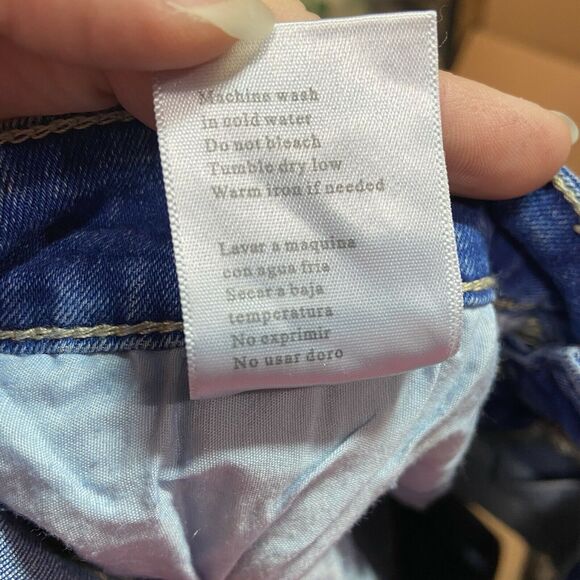 Machine wash
in cold water
Do not bleach
Tumble dry low
Warm iron if needed
Lavar a maquina
con agua fria
Secar a baja
temperatura
No exprimir
No usar doro